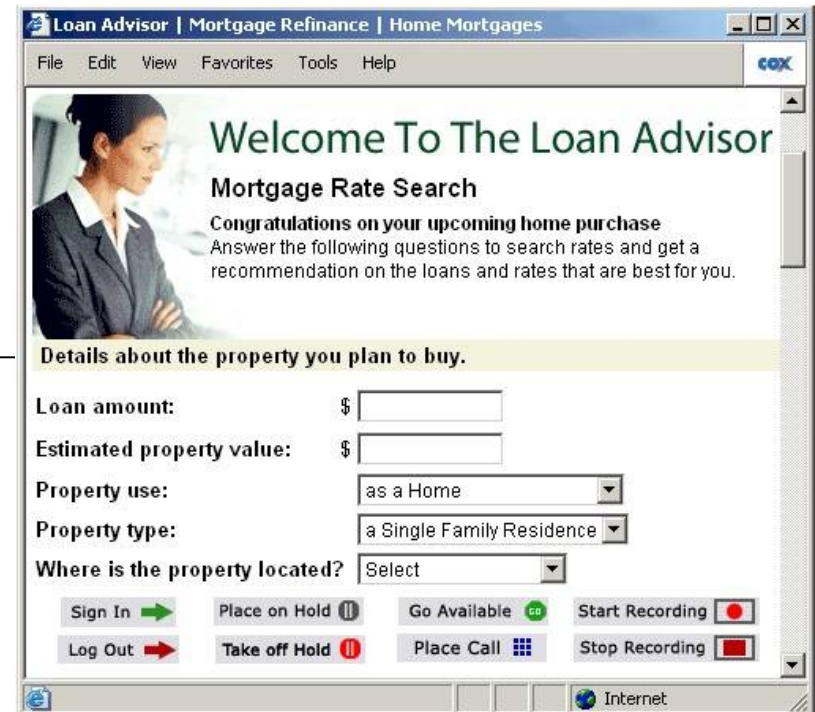 Loan Advisor | Mortgage Refinance | Home Mortgages
File Edit View Favorites Tools Help
cox
Welcome To The Loan Advisor
Mortgage Rate Search
Congratulations on your upcoming home purchase
Answer the following questions to search rates and get a
recommendation on the loans and rates that are best for you.
Details about the property you plan to buy.
Loan amount: $
Estimated property value: $
Property use: as a Home
Property type: a Single Family Residence
Where is the property located? Select
Sign In Place on Hold Go Available GO Start Recording
Log Out Take off Hold Place Call Stop Recording
Internet